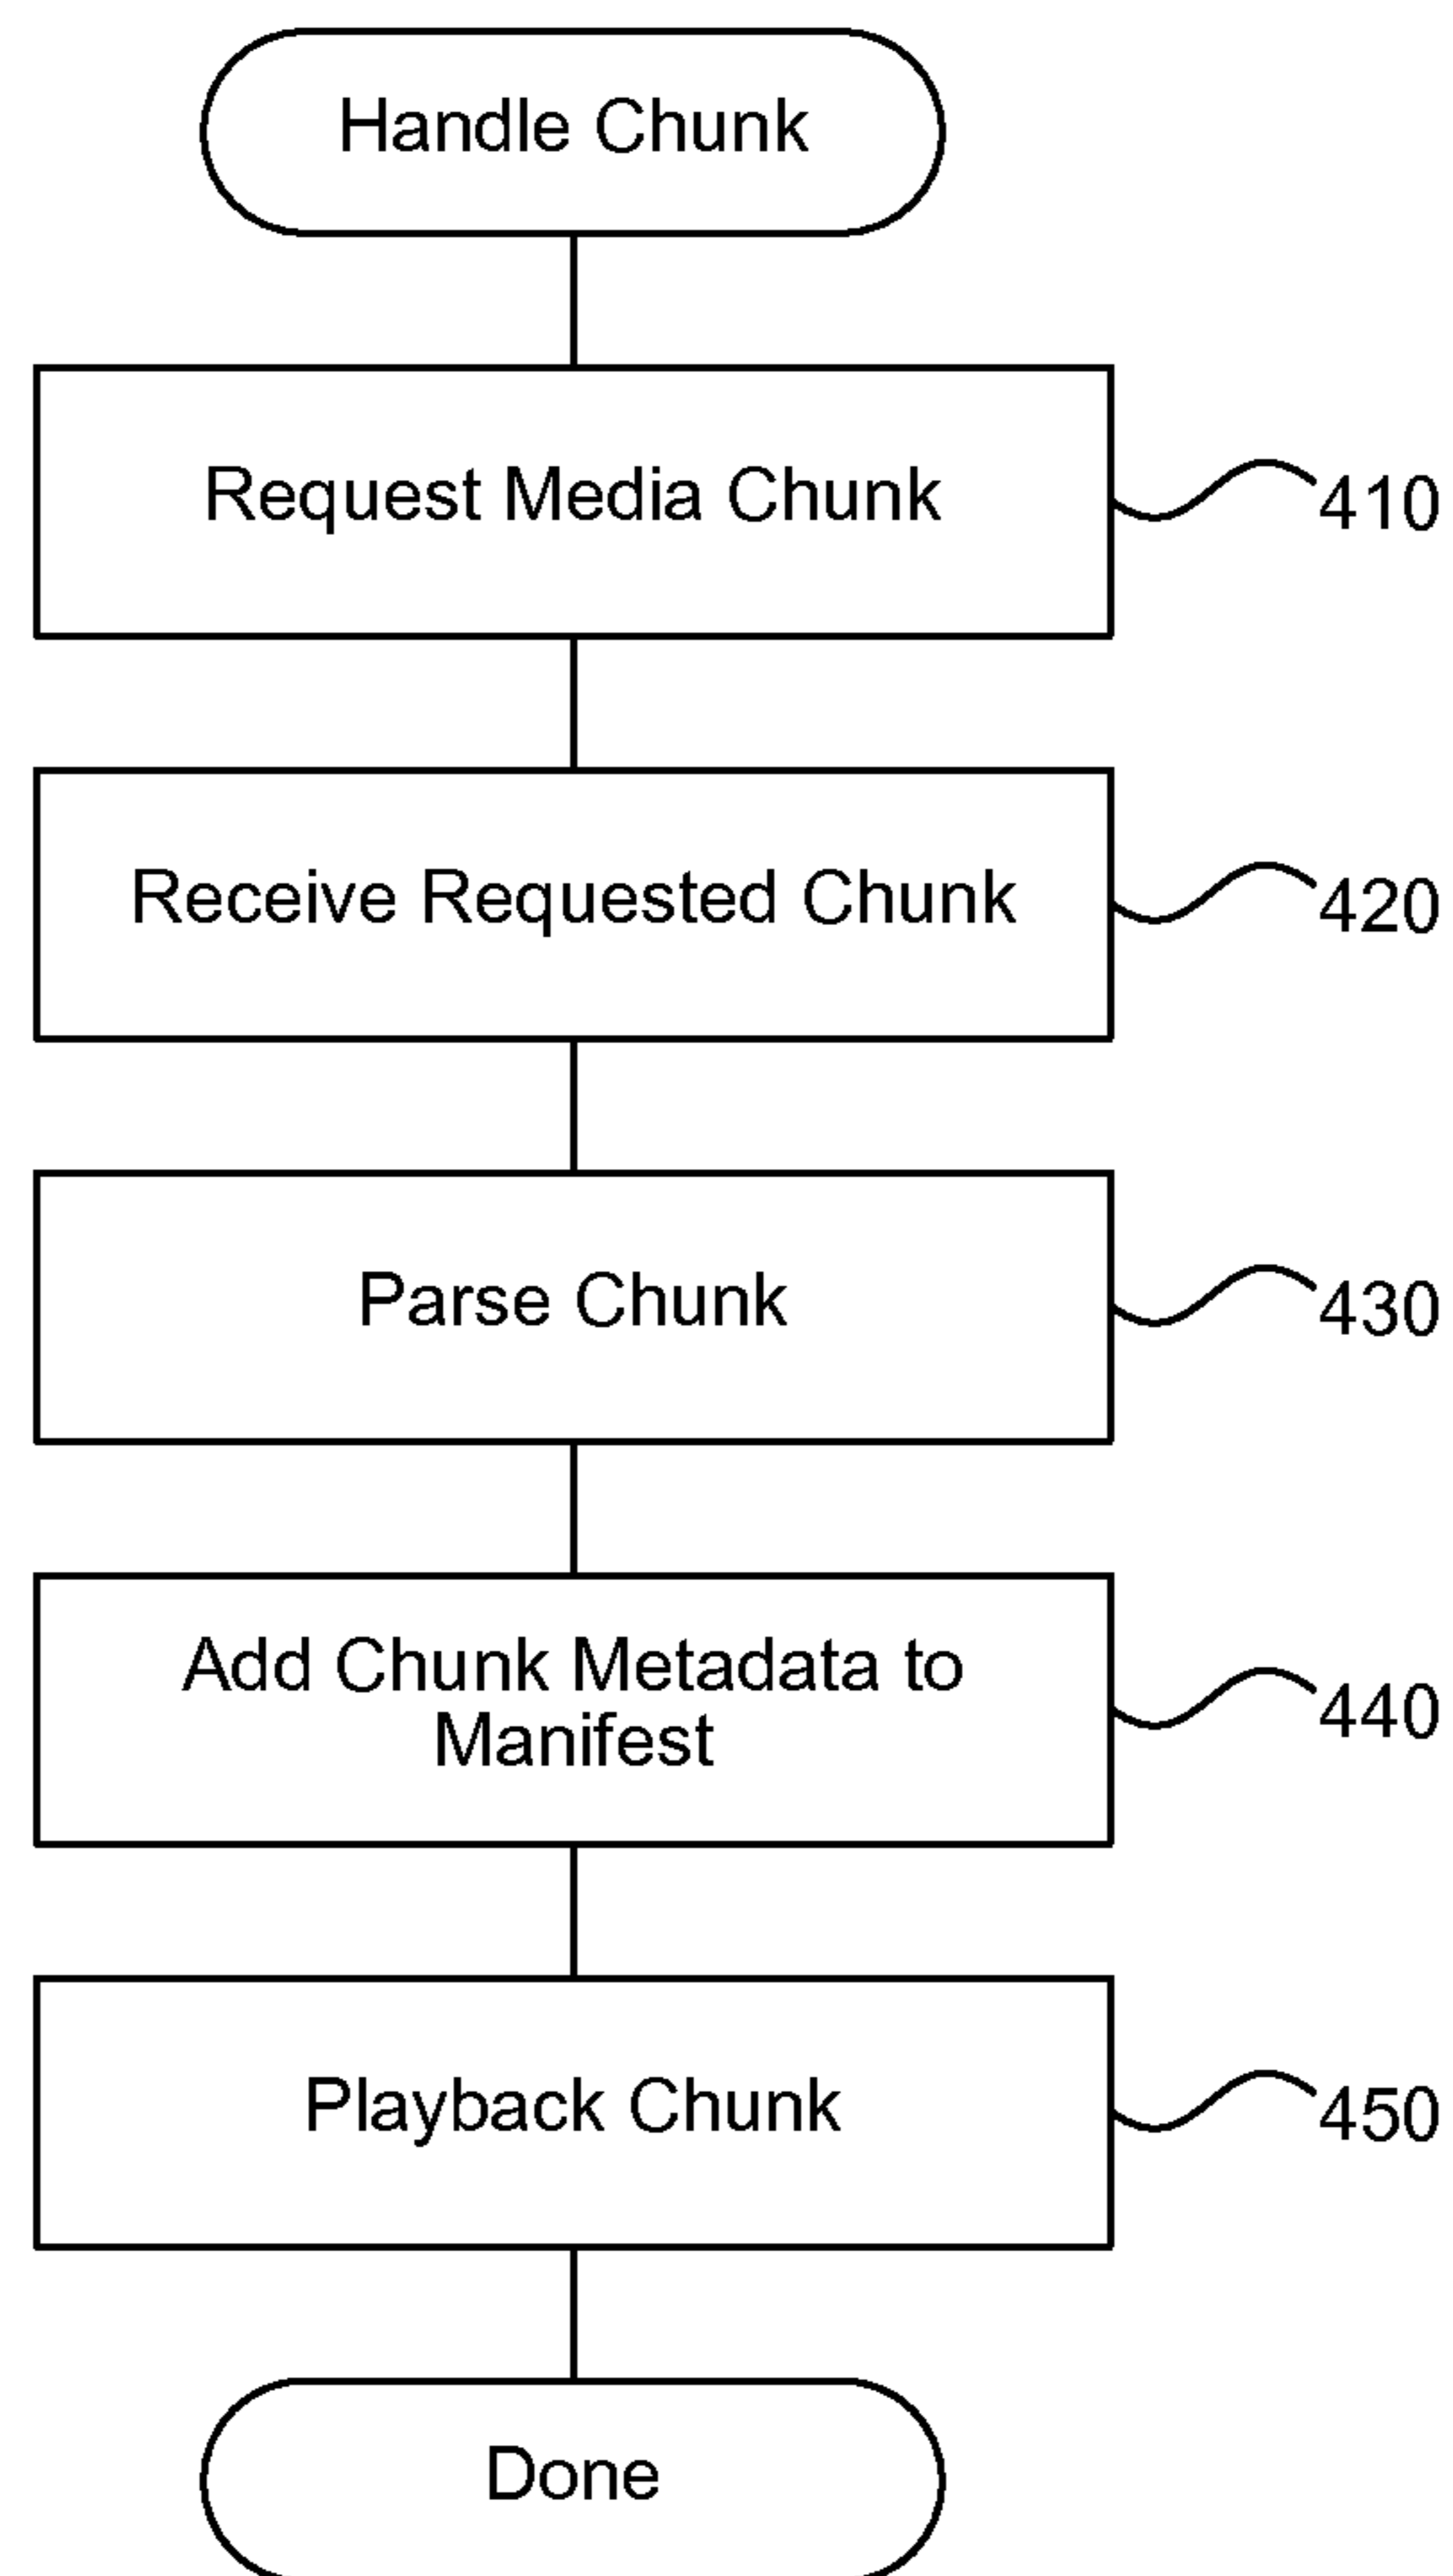 Handle Chunk
Request Media Chunk
410
Receive Requested Chunk
420
Parse Chunk
430
Add Chunk Metadata to
Manifest
440
Playback Chunk
450
Done